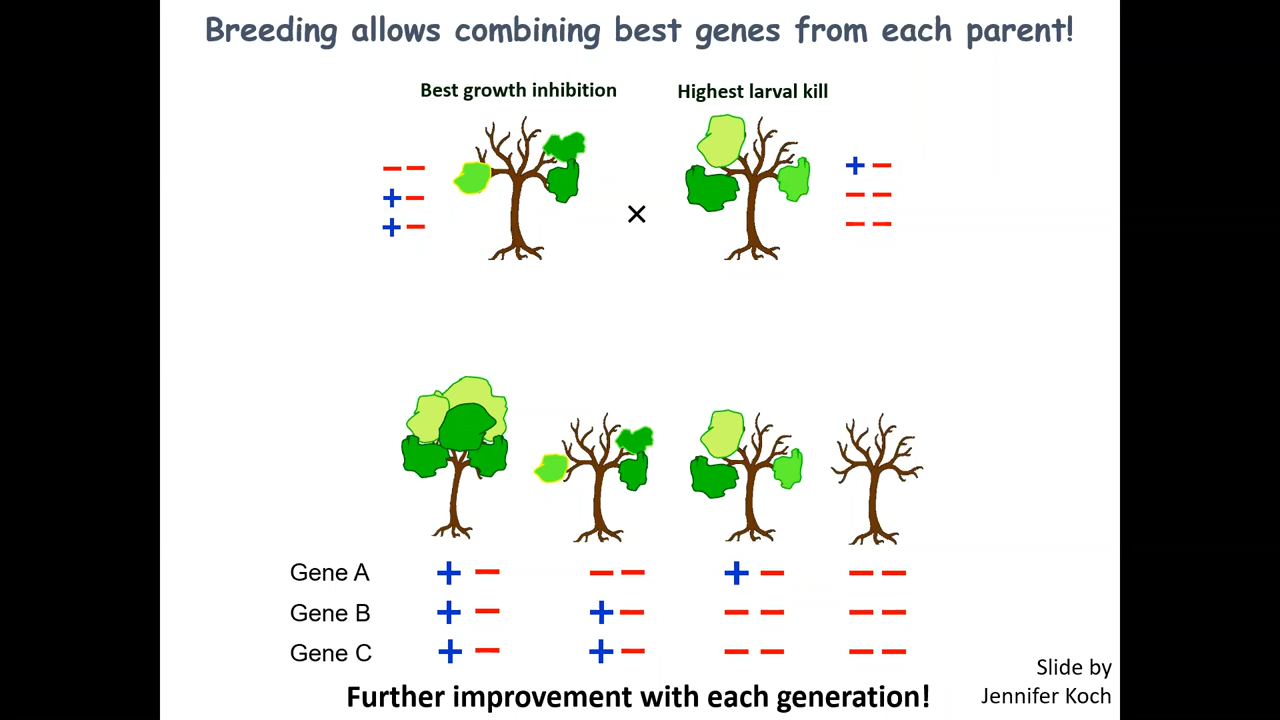 Breeding allows combining best genes from each parent!
Best growth inhibition
Highest larval kill
− −
+ −
+ −
×
+ −
− −
− −
Gene A + − − − + − − −
Gene B + − + − − − − −
Gene C + − + − − − − −
Further improvement with each generation!
Slide by
Jennifer Koch